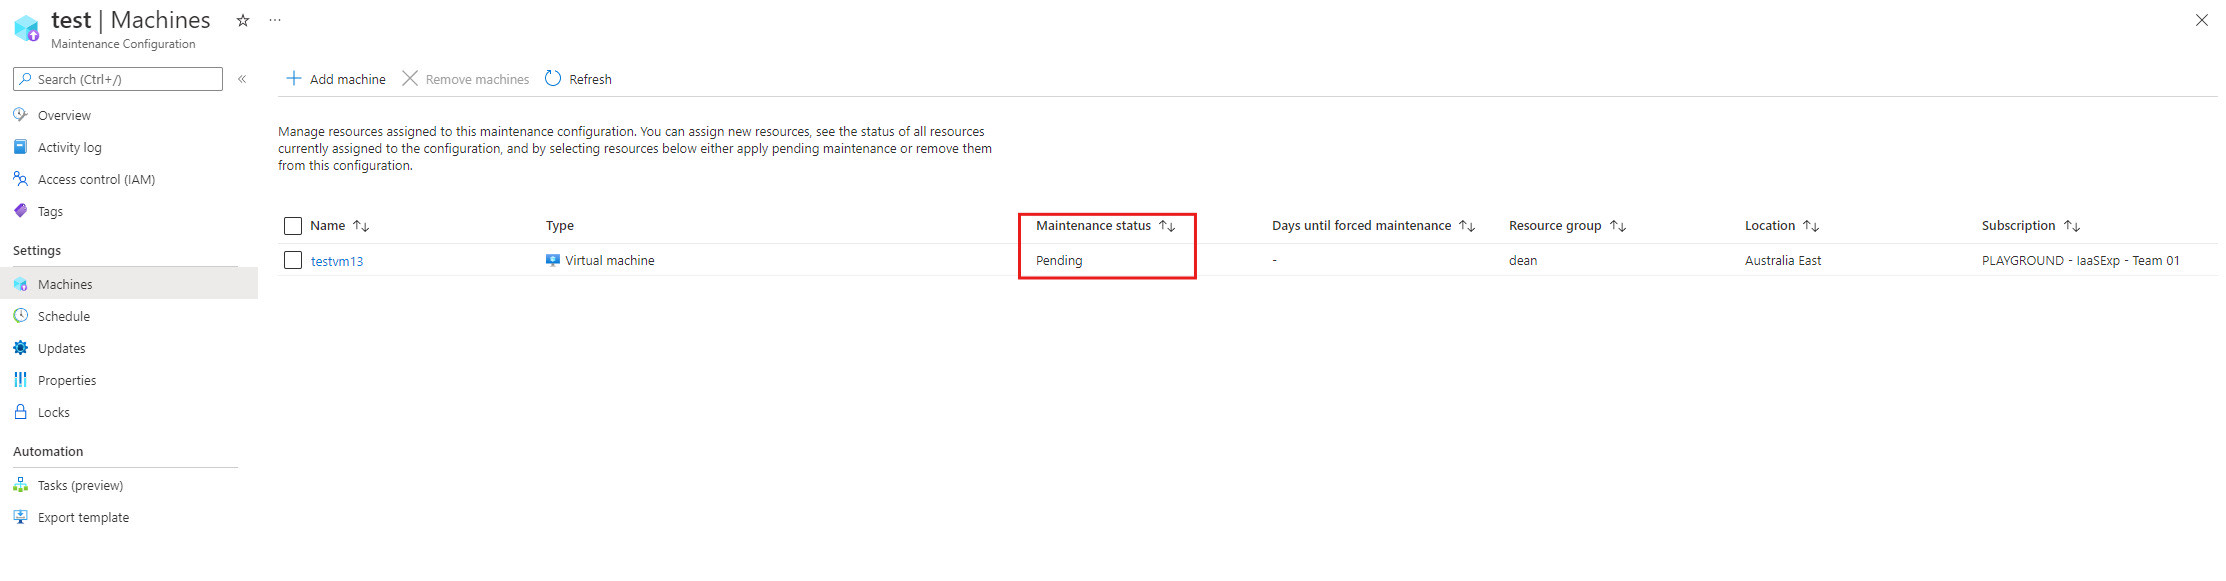 test | Machines
Maintenance Configuration
Search (Ctrl+/)
Overview
Activity log
Access control (IAM)
Tags
Settings
Machines
Schedule
Updates
Properties
Locks
Automation
Tasks (preview)
Export template
Add machine Remove machines Refresh
Manage resources assigned to this maintenance configuration. You can assign new resources, see the status of all resources
currently assigned to the configuration, and by selecting resources below either apply pending maintenance or remove them
from this configuration.
Name Type Maintenance status Days until forced maintenance Resource group Location Subscription
testvm13 Virtual machine Pending - dean Australia East PLAYGROUND - IaaSExp - Team 01